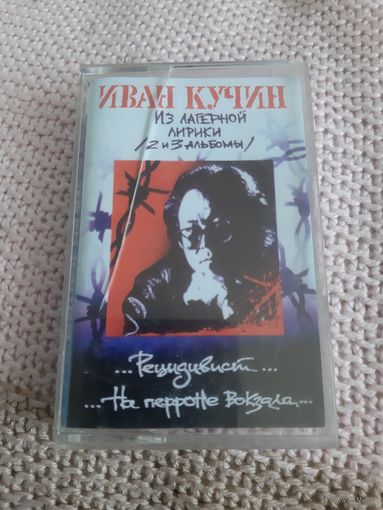 ИВАН КУЧИН
ИЗ ЛАГЕРНОЙ
ЛИРИКИ
/2 и 3 АЛЬБОМЫ/
...Рецидивист...
...На перроне вокзала...